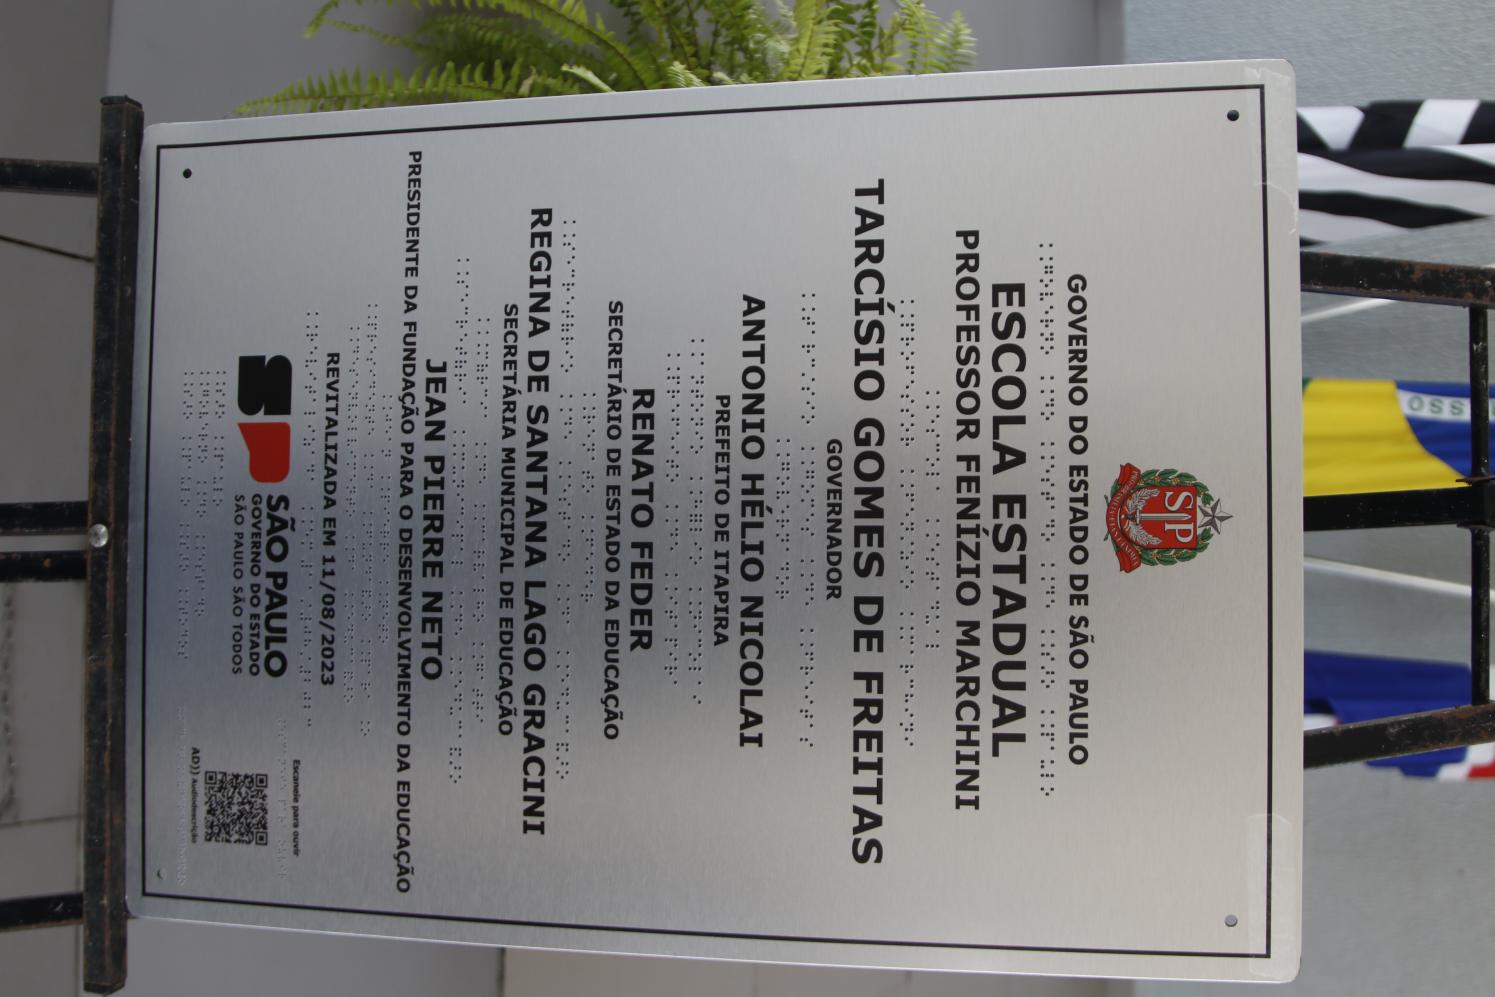 GOVERNO DO ESTADO DE SÃO PAULO
ESCOLA ESTADUAL
PROFESSOR FENÍZIO MARCHINI
TARCÍSIO GOMES DE FREITAS
GOVERNADOR
ANTONIO HÉLIO NICOLAI
PREFEITO DE ITAPIRA
RENATO FEDER
SECRETÁRIO DE ESTADO DA EDUCAÇÃO
REGINA DE SANTANA LAGO GRACINI
SECRETÁRIA MUNICIPAL DE EDUCAÇÃO
JEAN PIERRE NETO
PRESIDENTE DA FUNDAÇÃO PARA O DESENVOLVIMENTO DA EDUCAÇÃO
REVITALIZADA EM 11/08/2023
SP
SÃO PAULO
GOVERNO DO ESTADO
SÃO PAULO SÃO TODOS
Escaneie para ouvir
AD)) Audiodescrição